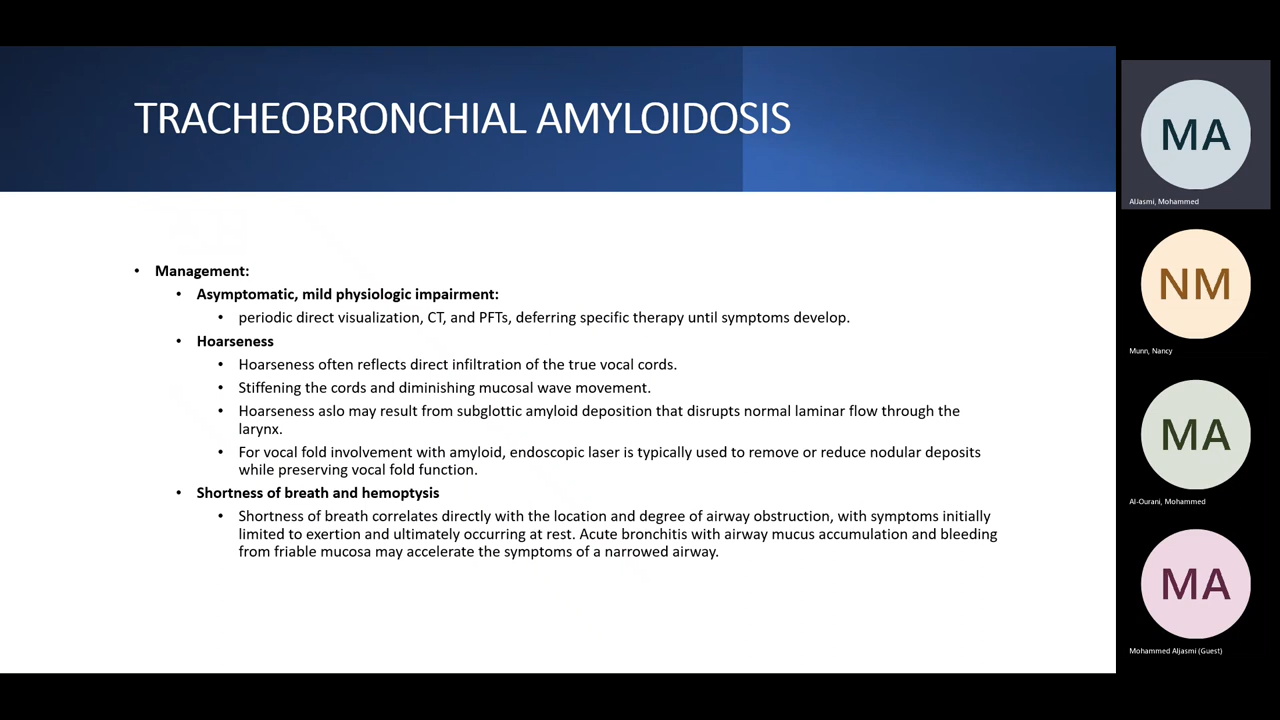 TRACHEOBRONCHIAL AMYLOIDOSIS
• Management:
• Asymptomatic, mild physiologic impairment:
• periodic direct visualization, CT, and PFTs, deferring specific therapy until symptoms develop.
• Hoarseness
• Hoarseness often reflects direct infiltration of the true vocal cords.
• Stiffening the cords and diminishing mucosal wave movement.
• Hoarseness aslo may result from subglottic amyloid deposition that disrupts normal laminar flow through the
larynx.
• For vocal fold involvement with amyloid, endoscopic laser is typically used to remove or reduce nodular deposits
while preserving vocal fold function.
• Shortness of breath and hemoptysis
• Shortness of breath correlates directly with the location and degree of airway obstruction, with symptoms initially
limited to exertion and ultimately occurring at rest. Acute bronchitis with airway mucus accumulation and bleeding
from friable mucosa may accelerate the symptoms of a narrowed airway.
MA
AlJasmi, Mohammed
NM
Munn, Nancy
MA
Al-Ourani, Mohammed
MA
Mohammed Aljasmi (Guest)